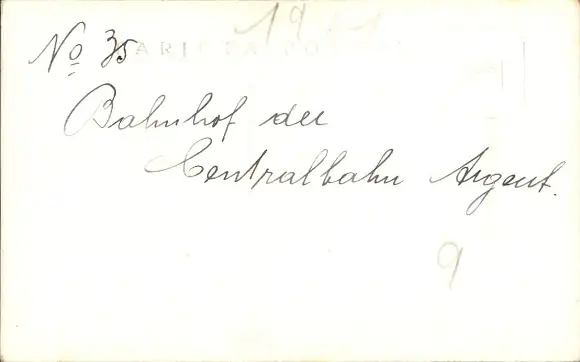 No 35
Bahnhof der
Centralbahn Argent.
9